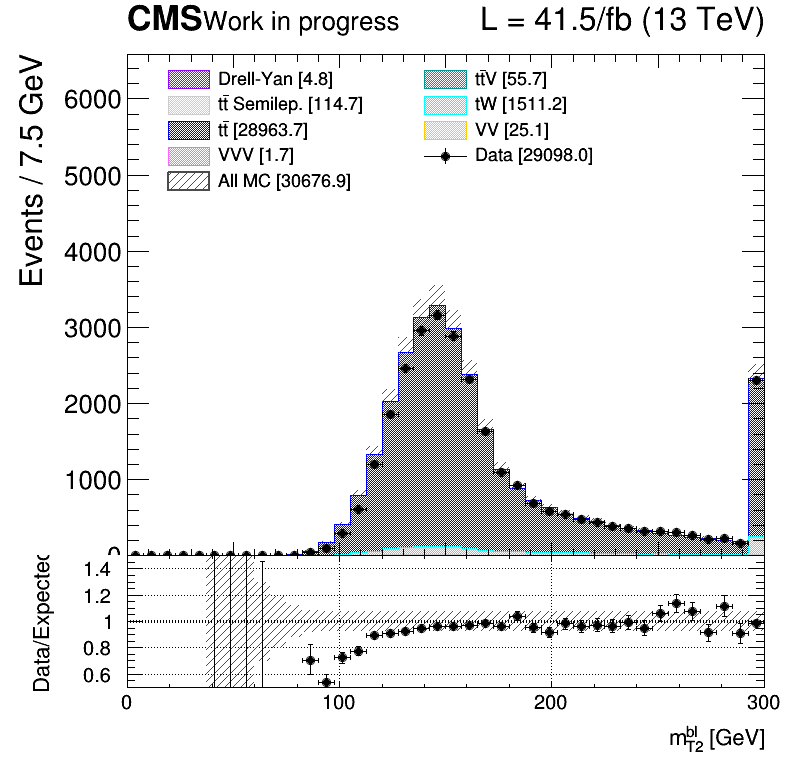 CMS Work in progress L = 41.5/fb (13 TeV)
Events / 7.5 GeV
Drell-Yan [4.8]
tt̄ Semilep. [114.7]
tt̄ [28963.7]
VVV [1.7]
All MC [30676.9]
tt̄V [55.7]
tW [1511.2]
VV [25.1]
Data [29098.0]
6000
5000
4000
3000
2000
1000
0
Data/Expected
1.4
1.2
1
0.8
0.6
0 100 200 300
m_{T2}^{bl} [GeV]